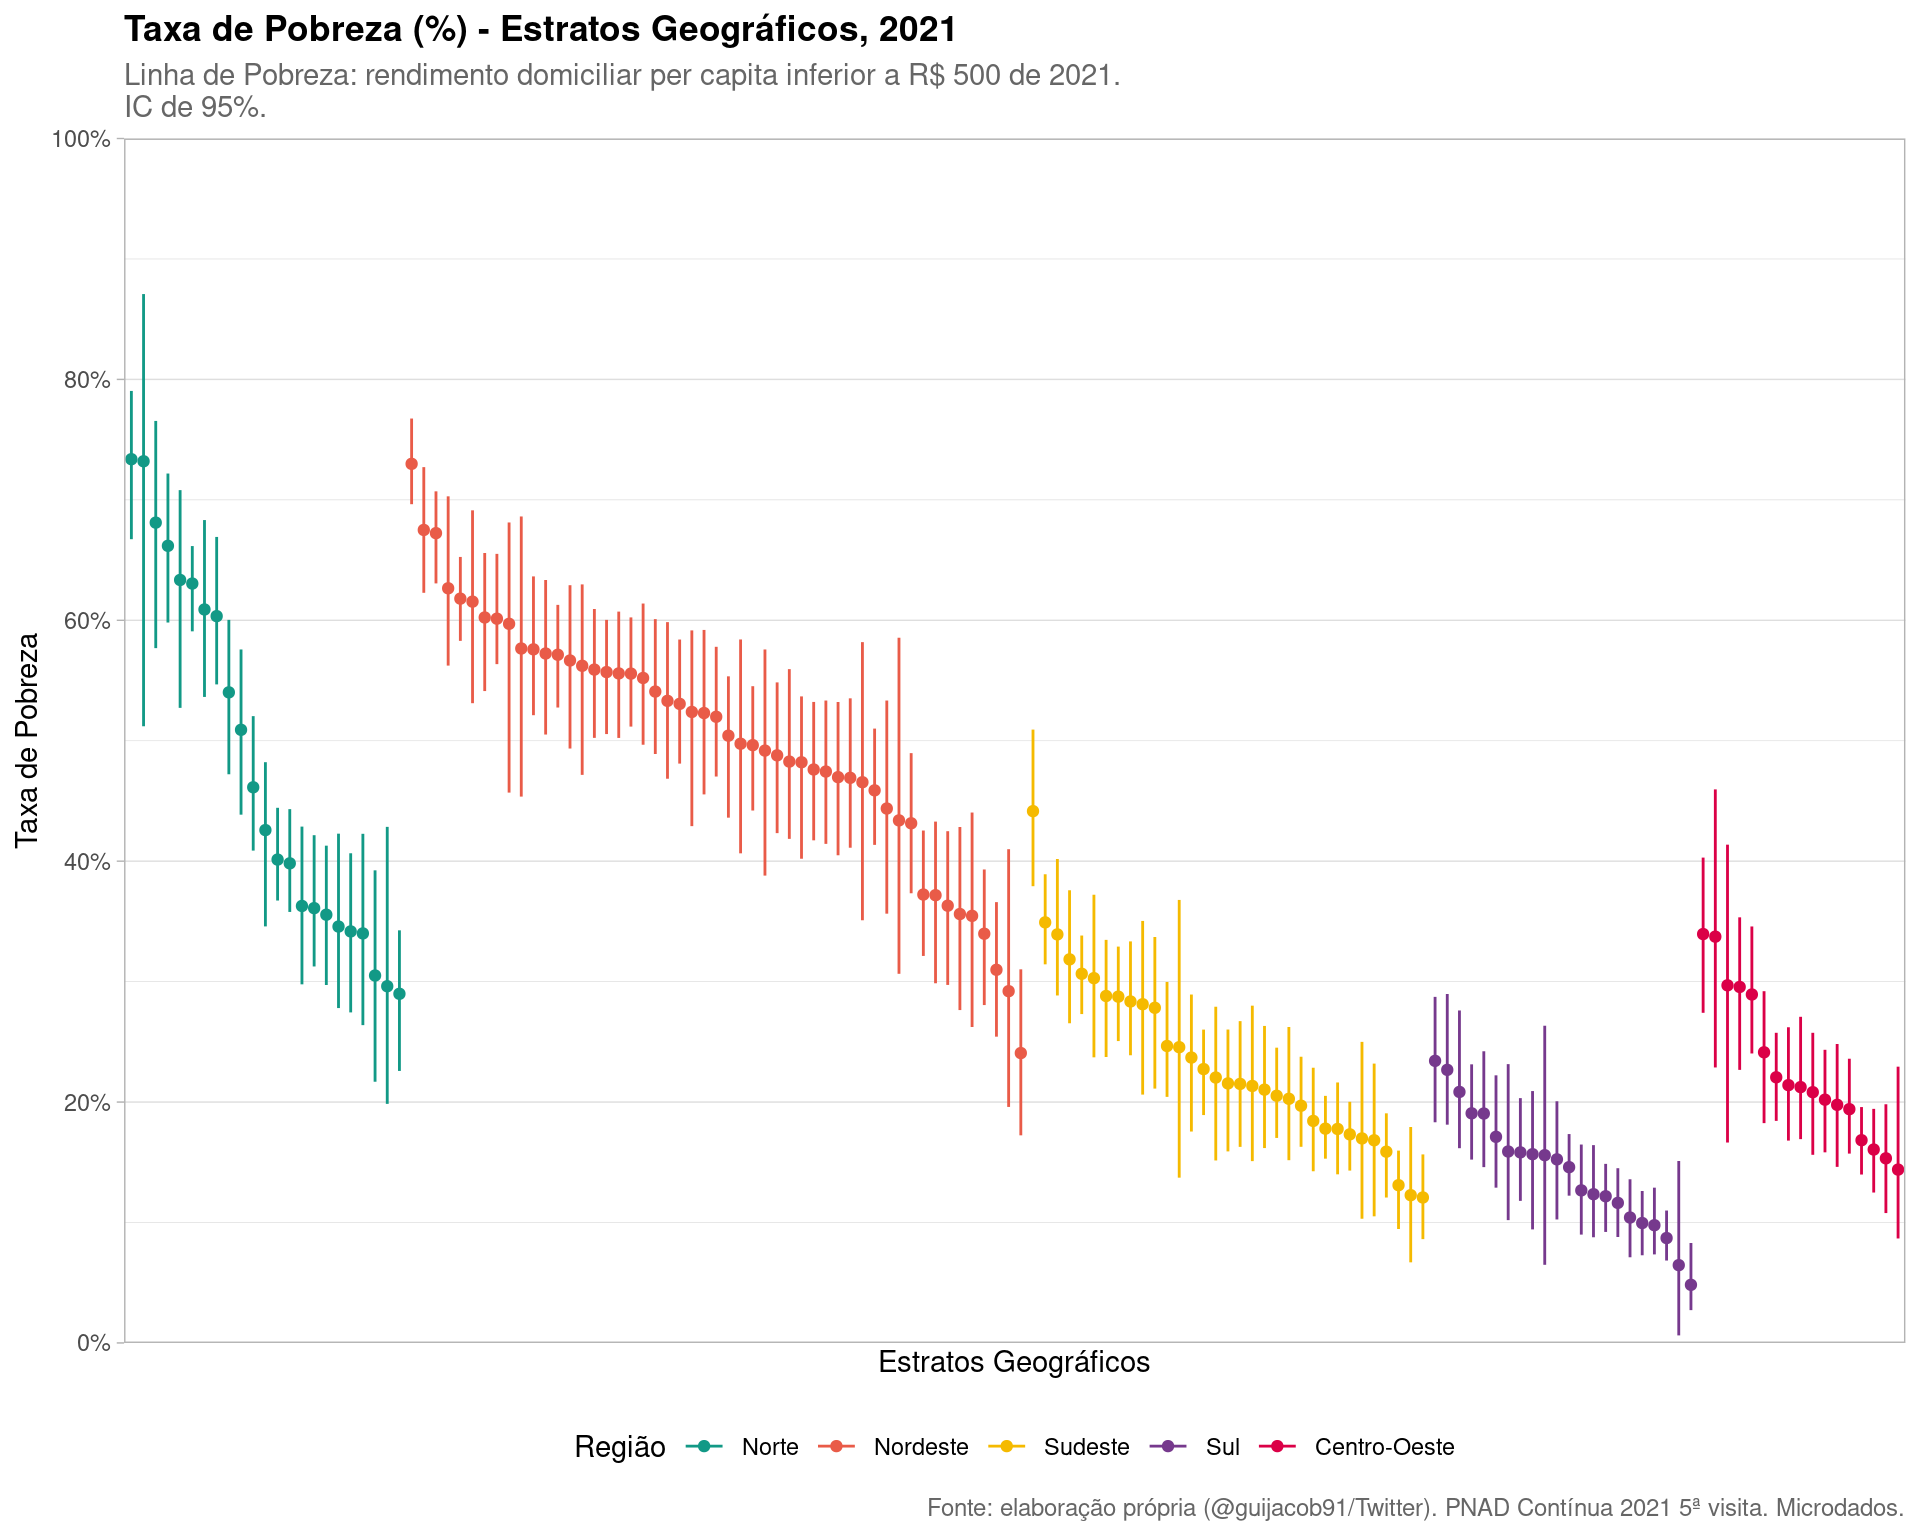 Taxa de Pobreza (%) - Estratos Geográficos, 2021
Linha de Pobreza: rendimento domiciliar per capita inferior a R$ 500 de 2021.
IC de 95%.
Taxa de Pobreza
100%
80%
60%
40%
20%
0%
Estratos Geográficos
Região Norte Nordeste Sudeste Sul Centro-Oeste
Fonte: elaboração própria (@guijacob91/Twitter). PNAD Contínua 2021 5ª visita. Microdados.